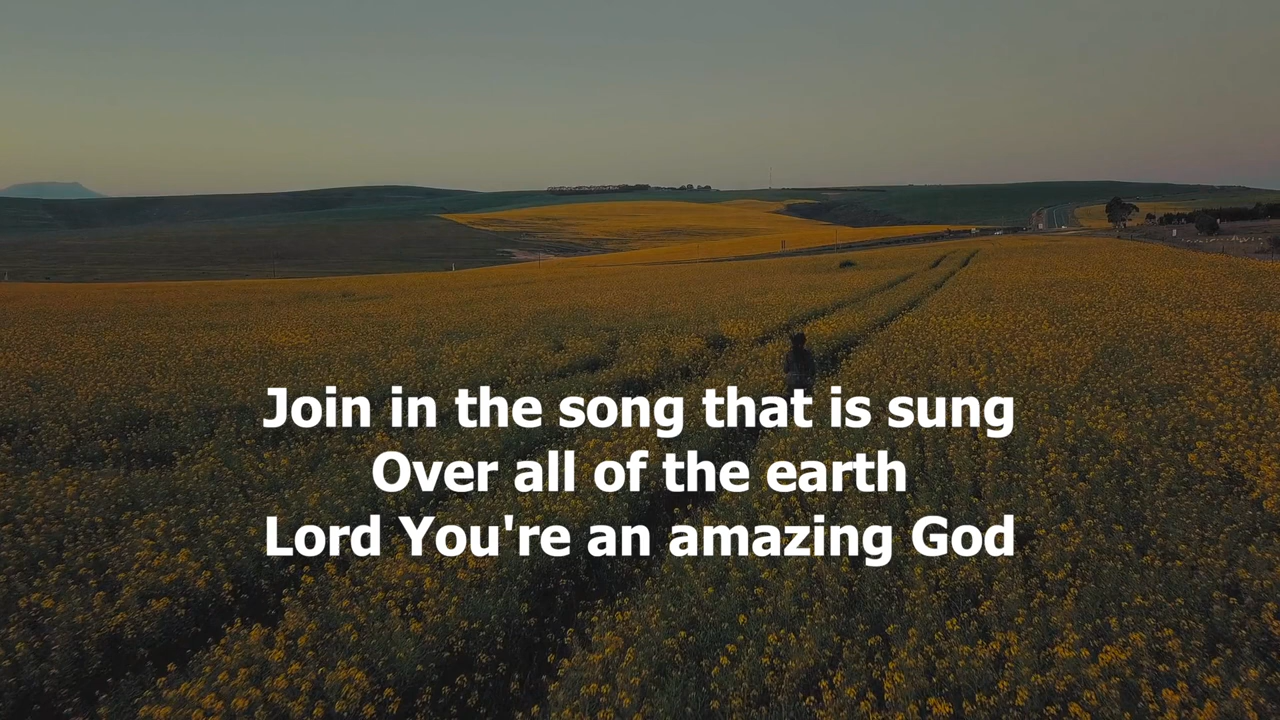 Join in the song that is sung
Over all of the earth
Lord You're an amazing God